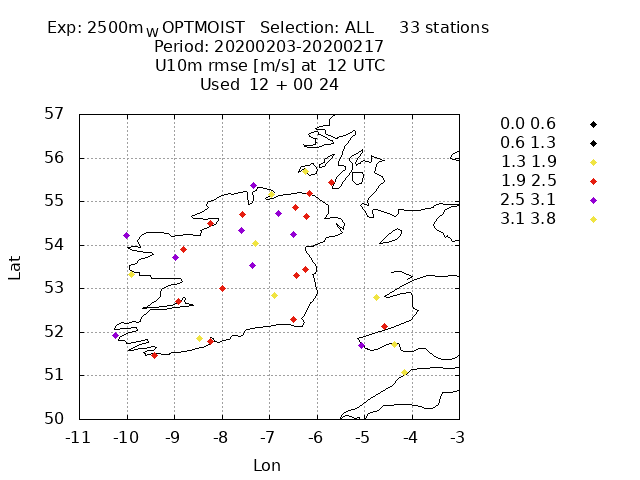 Exp: 2500m_W OPTMOIST Selection: ALL 33 stations
Period: 20200203-20200217
U10m rmse [m/s] at 12 UTC
Used 12 + 00 24
57
56
55
54
53
52
51
50
-11 -10 -9 -8 -7 -6 -5 -4 -3
Lat
Lon
0.0 0.6
0.6 1.3
1.3 1.9
1.9 2.5
2.5 3.1
3.1 3.8